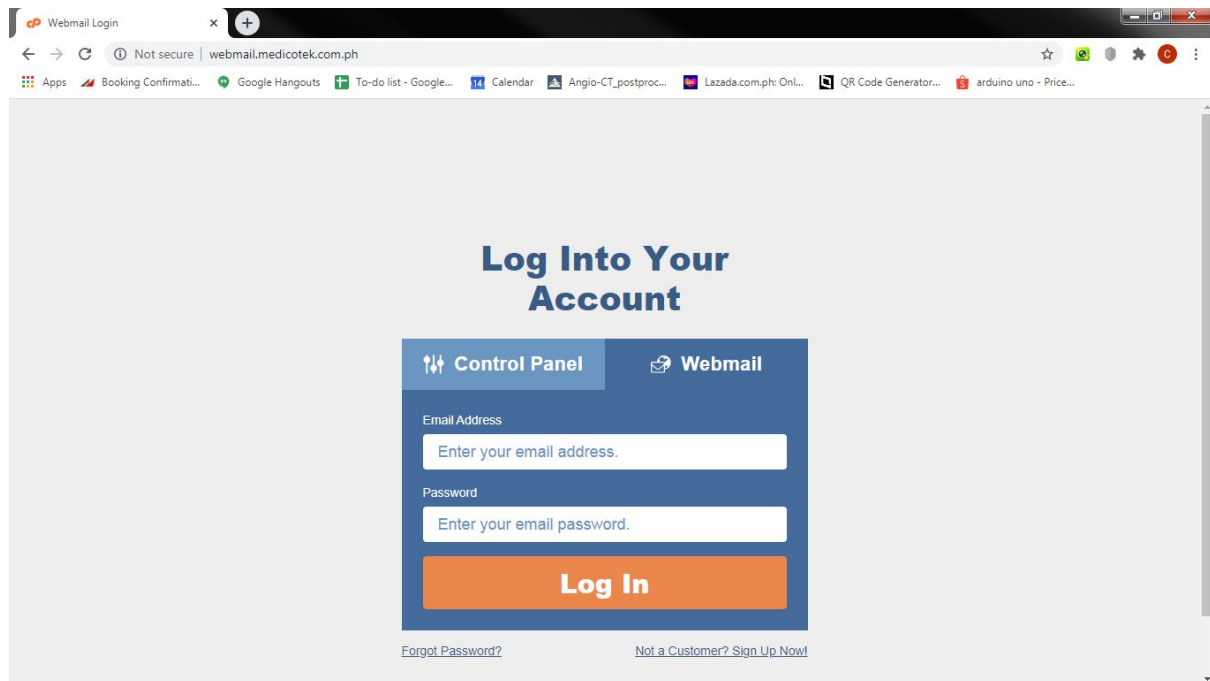 Webmail Login
Not secure | webmail.medicotek.com.ph
C
Apps Booking Confirmati... Google Hangouts To-do list - Google... 14 Calendar Angio-CT_postproc... Lazada.com.ph: Onl... QR Code Generator... arduino uno - Price...
Log Into Your
Account
Control Panel Webmail
Email Address
Enter your email address.
Password
Enter your email password.
Log In
Forgot Password? Not a Customer? Sign Up Now!